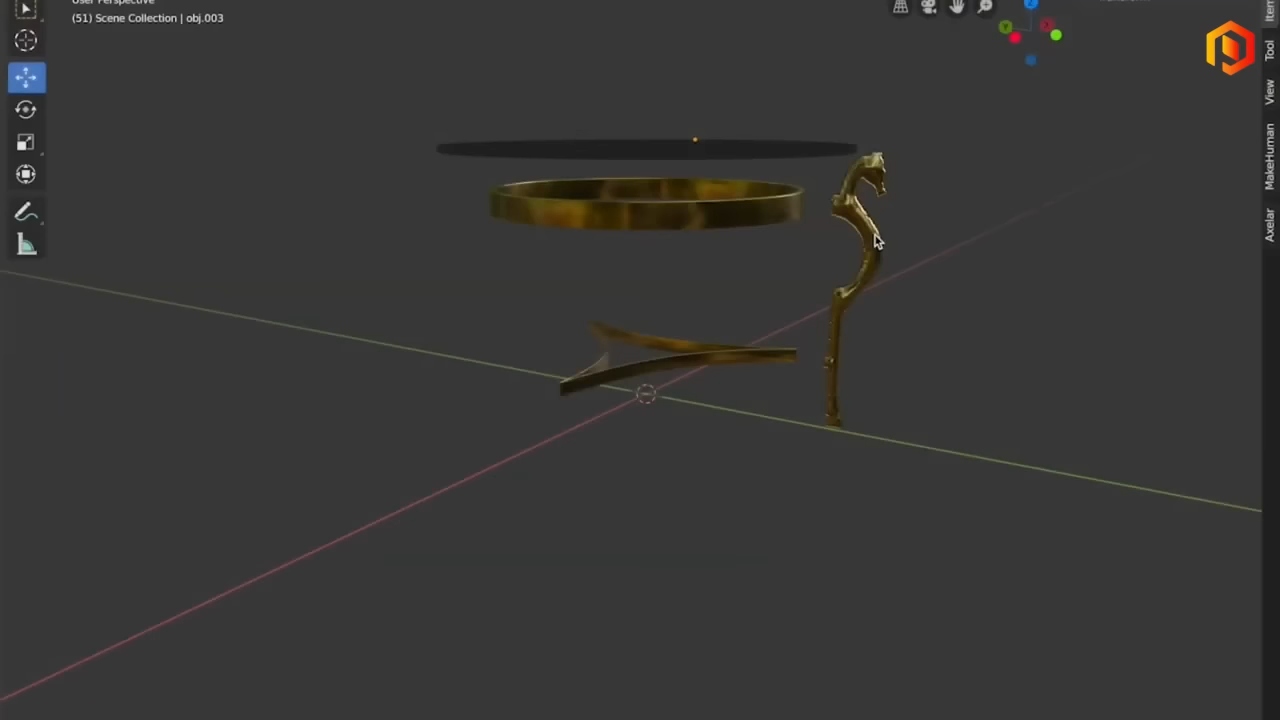 User Perspective
(51) Scene Collection | obj.003
Item
Tool
View
MakeHuman
Axelar